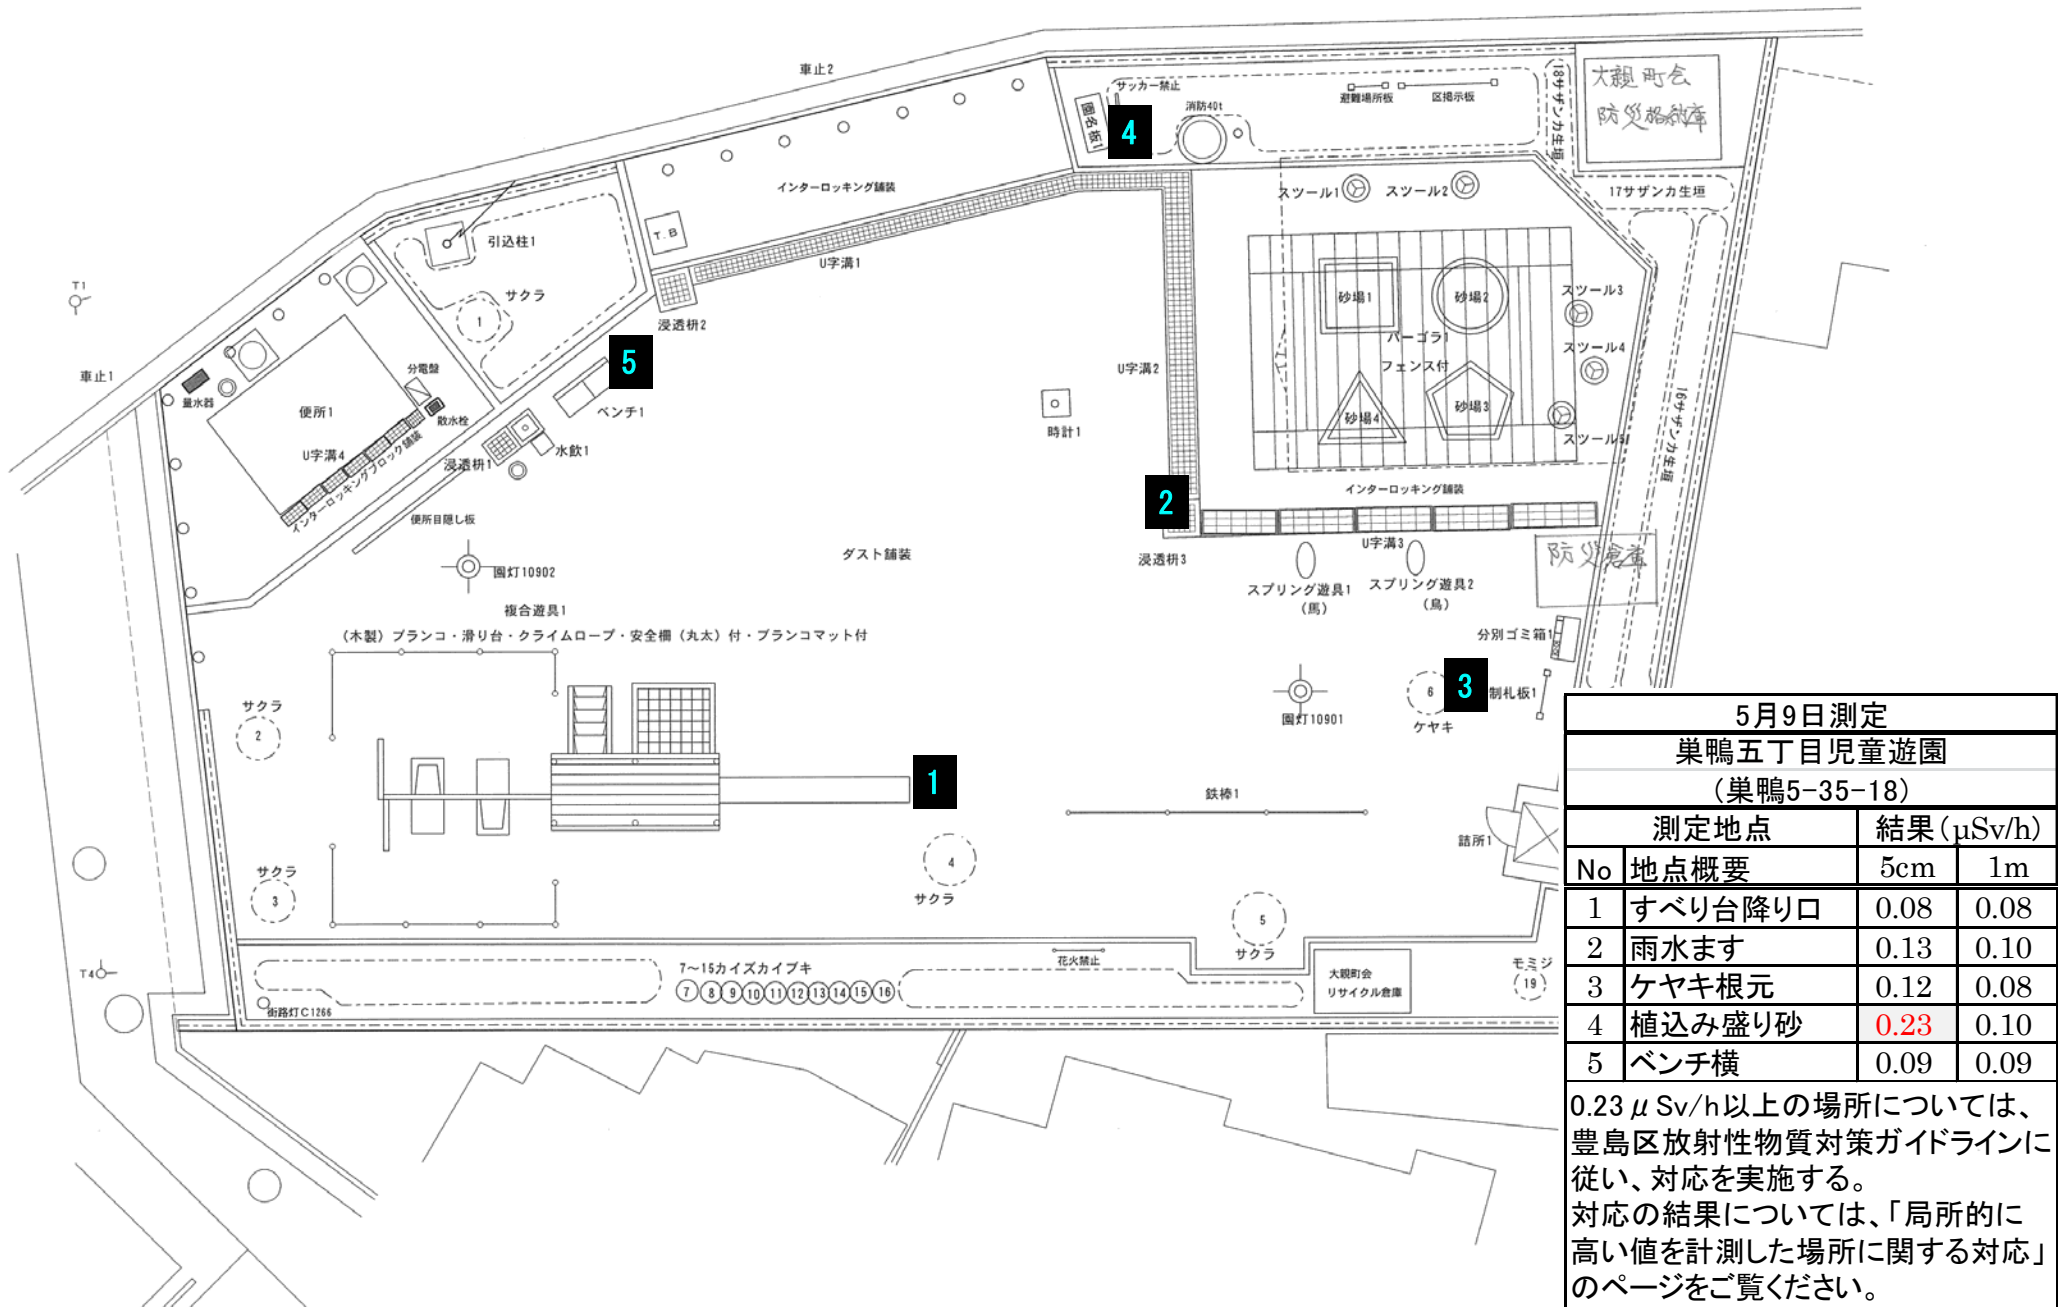 車止2
サッカー禁止
園名板1
4
消防40t
避難場所板
区掲示板
18サザンカ生垣
大親町会
防災格納庫
17サザンカ生垣
インターロッキング舗装
T.B
引込柱1
U字溝1
スツール1
スツール2
T1
サクラ
1
浸透枡2
5
砂場1
砂場2
スツール3
パーゴラ1
フェンス付
スツール4
U字溝2
車止1
量水器
便所1
分電盤
散水栓
ベンチ1
時計1
砂場4
砂場3
スツール5
16サザンカ生垣
U字溝4
インターロッキングブロック舗装
浸透枡1
水飲1
2
インターロッキング舗装
便所目隠し板
ダスト舗装
浸透枡3
U字溝3
防災倉庫
園灯10902
スプリング遊具1
(馬)
スプリング遊具2
(鳥)
複合遊具1
(木製)ブランコ・滑り台・クライムロープ・安全柵(丸太)付・ブランコマット付
分別ゴミ箱1
サクラ
2
園灯10901
6
ケヤキ
3
制札板1
1
鉄棒1
詰所1
サクラ
3
4
サクラ
5
サクラ
T4
7~15カイズカイブキ
7 8 9 10 11 12 13 14 15 16
花火禁止
街路灯C1266
大親町会
リサイクル倉庫
モミジ
19
5月9日測定
巣鴨五丁目児童遊園
(巣鴨5-35-18)
測定地点 結果(μSv/h)
No 地点概要 5cm 1m
1 すべり台降り口 0.08 0.08
2 雨水ます 0.13 0.10
3 ケヤキ根元 0.12 0.08
4 植込み盛り砂 0.23 0.10
5 ベンチ横 0.09 0.09
0.23μSv/h以上の場所については、
豊島区放射性物質対策ガイドラインに
従い、対応を実施する。
対応の結果については、「局所的に
高い値を計測した場所に関する対応」
のページをご覧ください。